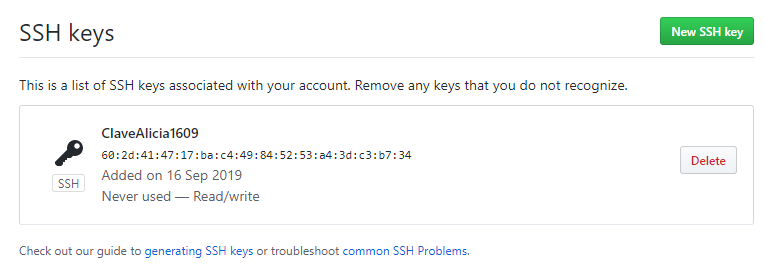 SSH keys
New SSH key
This is a list of SSH keys associated with your account. Remove any keys that you do not recognize.
ClaveAlicia1609
60:2d:41:47:17:ba:c4:49:84:52:53:a4:3d:c3:b7:34
Added on 16 Sep 2019
Never used — Read/write
SSH
Delete
Check out our guide to generating SSH keys or troubleshoot common SSH Problems.